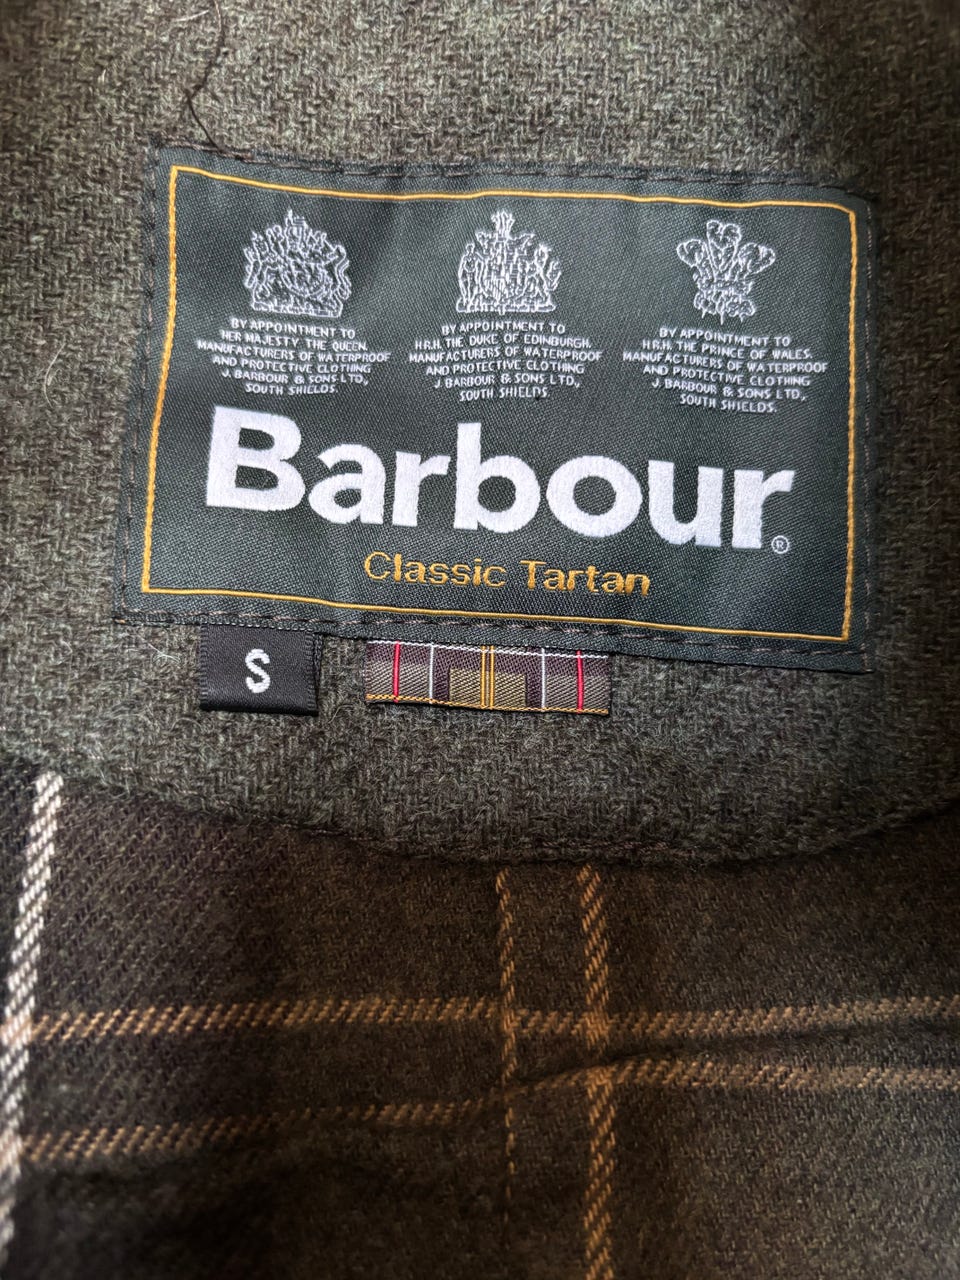 BY APPOINTMENT TO
HER MAJESTY THE QUEEN.
MANUFACTURERS OF WATERPROOF
AND PROTECTIVE CLOTHING
J. BARBOUR & SONS LTD.,
SOUTH SHIELDS.
BY APPOINTMENT TO
H.R.H. THE DUKE OF EDINBURGH.
MANUFACTURERS OF WATERPROOF
AND PROTECTIVE CLOTHING
J. BARBOUR & SONS LTD.,
SOUTH SHIELDS.
BY APPOINTMENT TO
H.R.H. THE PRINCE OF WALES.
MANUFACTURERS OF WATERPROOF
AND PROTECTIVE CLOTHING
J. BARBOUR & SONS LTD.,
SOUTH SHIELDS.
Barbour®
Classic Tartan
S